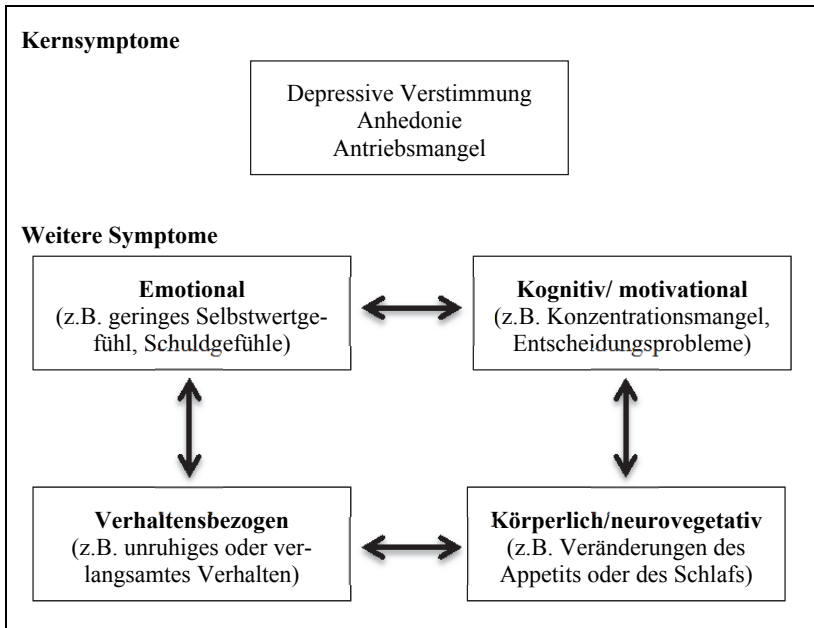 Kernsymptome
Depressive Verstimmung
Anhedonie
Antriebsmangel
Weitere Symptome
Emotional
(z.B. geringes Selbstwertge-
fühl, Schuldgefühle)
Kognitiv/ motivational
(z.B. Konzentrationsmangel,
Entscheidungsprobleme)
Verhaltensbezogen
(z.B. unruhiges oder ver-
langsamtes Verhalten)
Körperlich/neurovegetativ
(z.B. Veränderungen des
Appetits oder des Schlafs)